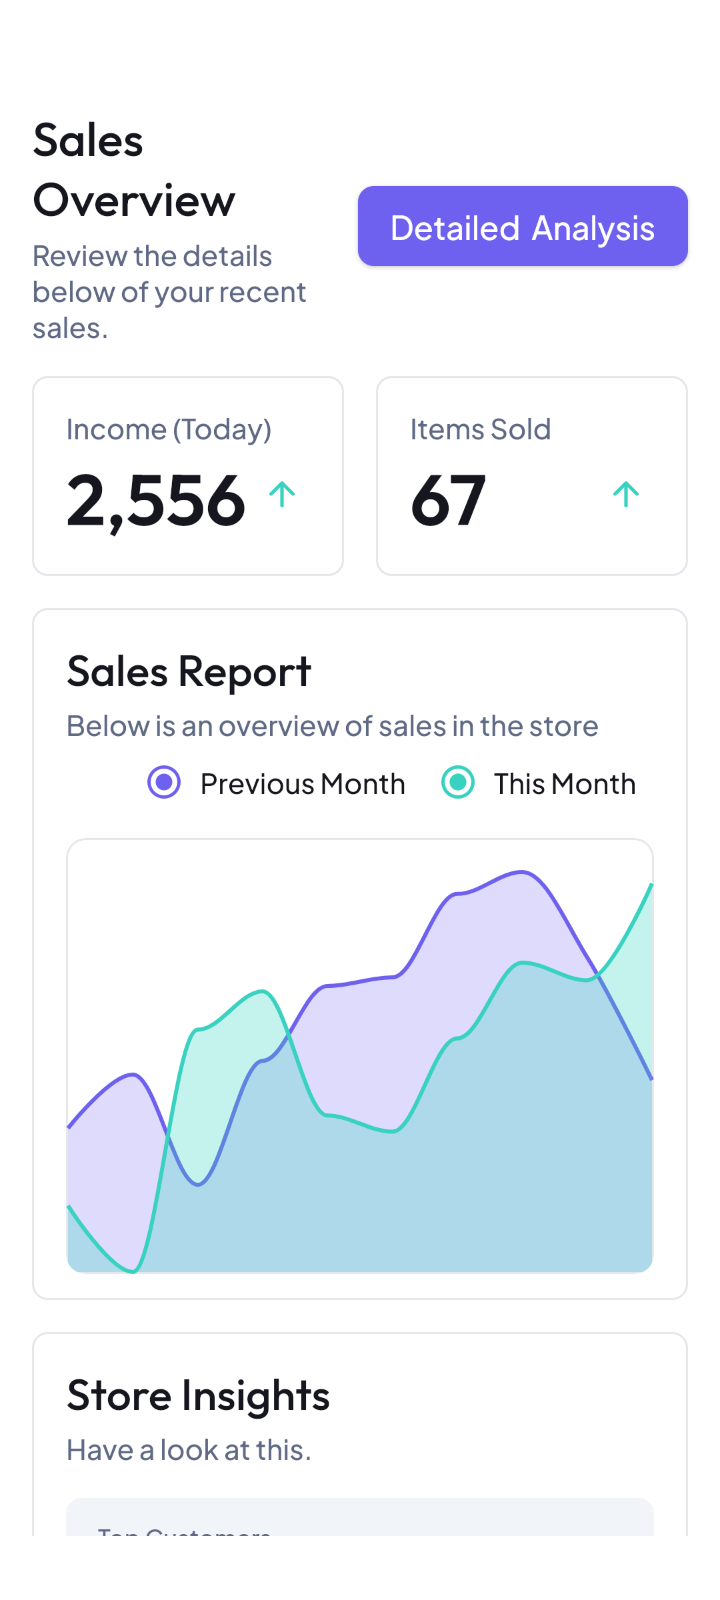 Sales
Overview
Review the details
below of your recent
sales.
Detailed Analysis
Income (Today)
2,556
Items Sold
67
Sales Report
Below is an overview of sales in the store
Previous Month
This Month
Store Insights
Have a look at this.
Top Customers